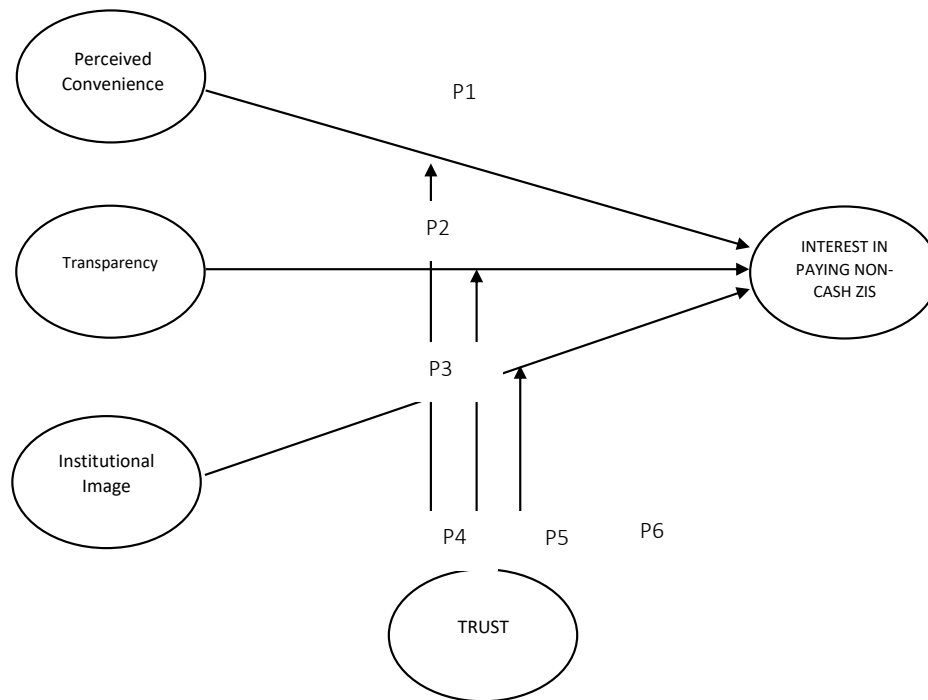 Perceived
Convenience
P1
P2
Transparency
INTEREST IN
PAYING NON-
CASH ZIS
P3
Institutional
Image
P4
P5
P6
TRUST